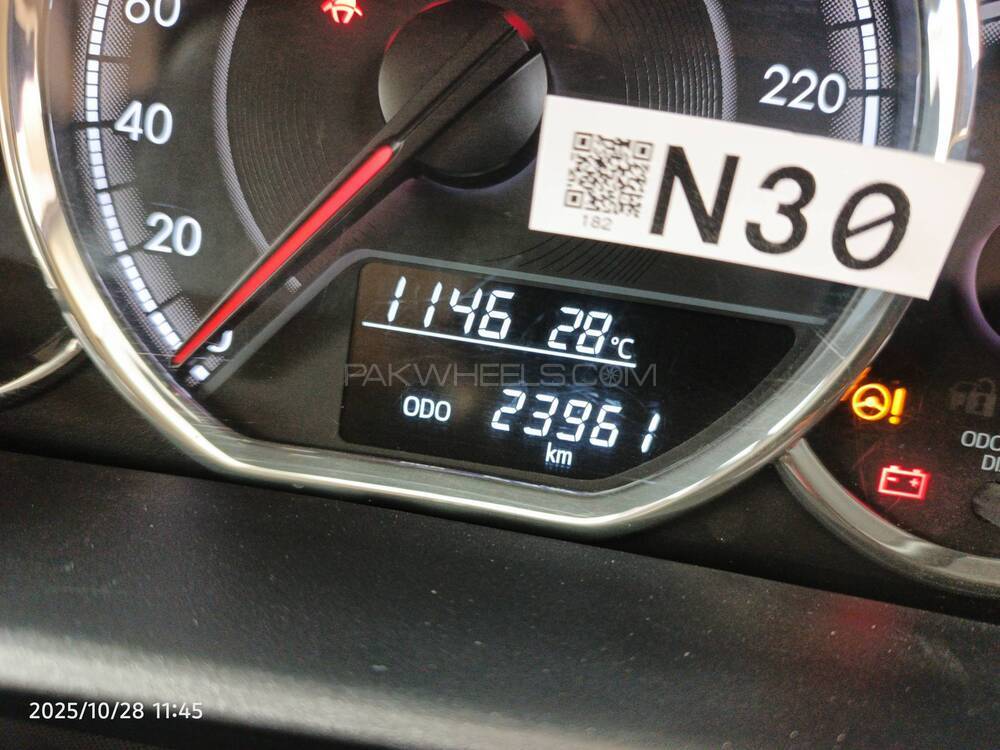 60
40
20
220
N30
182
1146 28°C
PAKWHEELS.COM
ODO 23961
km
ODO
2025/10/28 11:45